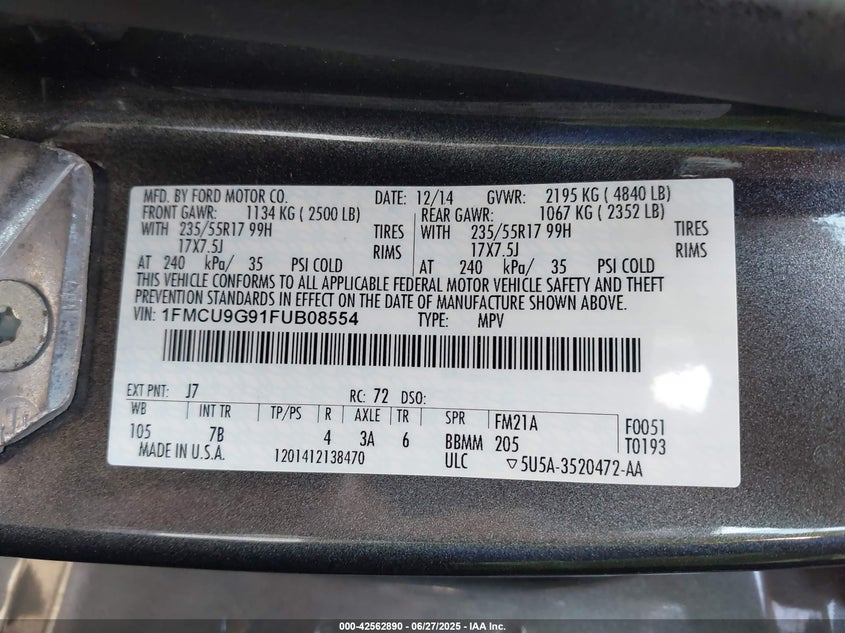 MFD. BY FORD MOTOR CO. DATE: 12/14 GVWR: 2195 KG ( 4840 LB)
FRONT GAWR: 1134 KG ( 2500 LB) REAR GAWR: 1067 KG ( 2352 LB)
WITH 235/55R17 99H TIRES WITH 235/55R17 99H TIRES
17X7.5J RIMS 17X7.5J RIMS
AT 240 kPa/ 35 PSI COLD AT 240 kPa/ 35 PSI COLD
THIS VEHICLE CONFORMS TO ALL APPLICABLE FEDERAL MOTOR VEHICLE SAFETY AND THEFT
PREVENTION STANDARDS IN EFFECT ON THE DATE OF MANUFACTURE SHOWN ABOVE.
VIN: 1FMCU9G91FUB08554 TYPE: MPV
EXT PNT: J7 RC: 72 DSO:
WB INT TR TP/PS R AXLE TR SPR FM21A F0051
105 7B 4 3A 6 BBMM 205 T0193
MADE IN U.S.A. 1201412138470 ULC ▽5U5A-3520472-AA
000-42562890 | 06/27/2025 | IAA Inc.